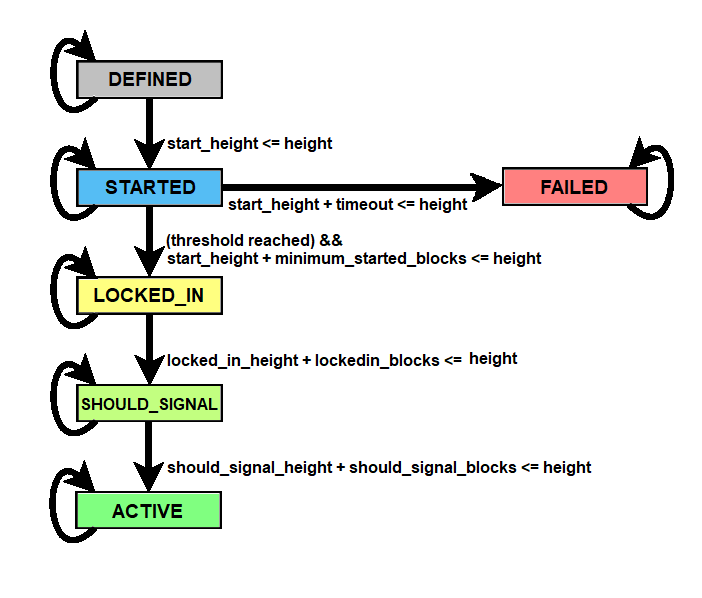 DEFINED
start_height <= height
STARTED
FAILED
start_height + timeout <= height
(threshold reached) &&
start_height + minimum_started_blocks <= height
LOCKED_IN
locked_in_height + lockedin_blocks <= height
SHOULD_SIGNAL
should_signal_height + should_signal_blocks <= height
ACTIVE